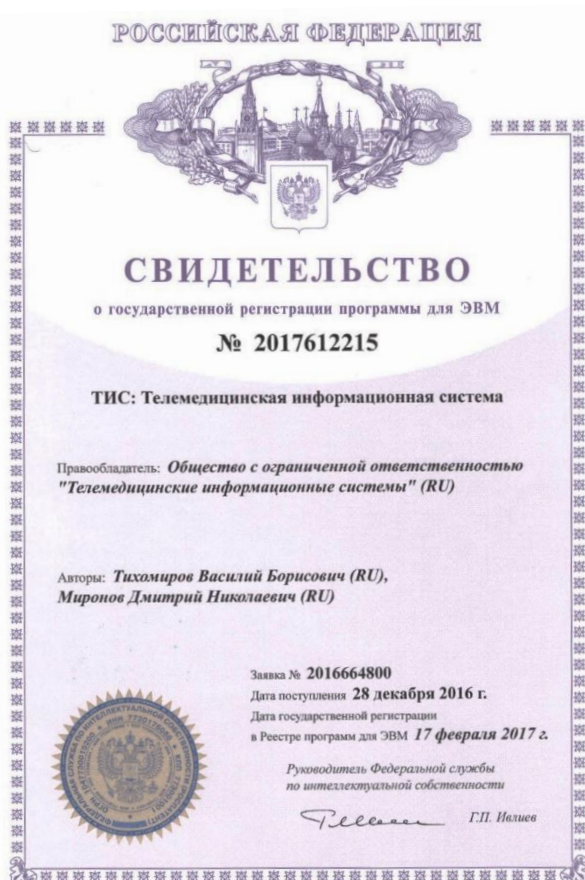 РОССИЙСКАЯ ФЕДЕРАЦИЯ
СВИДЕТЕЛЬСТВО
о государственной регистрации программы для ЭВМ
№ 2017612215
ТИС: Телемедицинская информационная система
Правообладатель: Общество с ограниченной ответственностью
"Телемедицинские информационные системы" (RU)
Авторы: Тихомиров Василий Борисович (RU),
Миронов Дмитрий Николаевич (RU)
Заявка № 2016664800
Дата поступления 28 декабря 2016 г.
Дата государственной регистрации
в Реестре программ для ЭВМ 17 февраля 2017 г.
Руководитель Федеральной службы
по интеллектуальной собственности
Г.П. Ивлиев